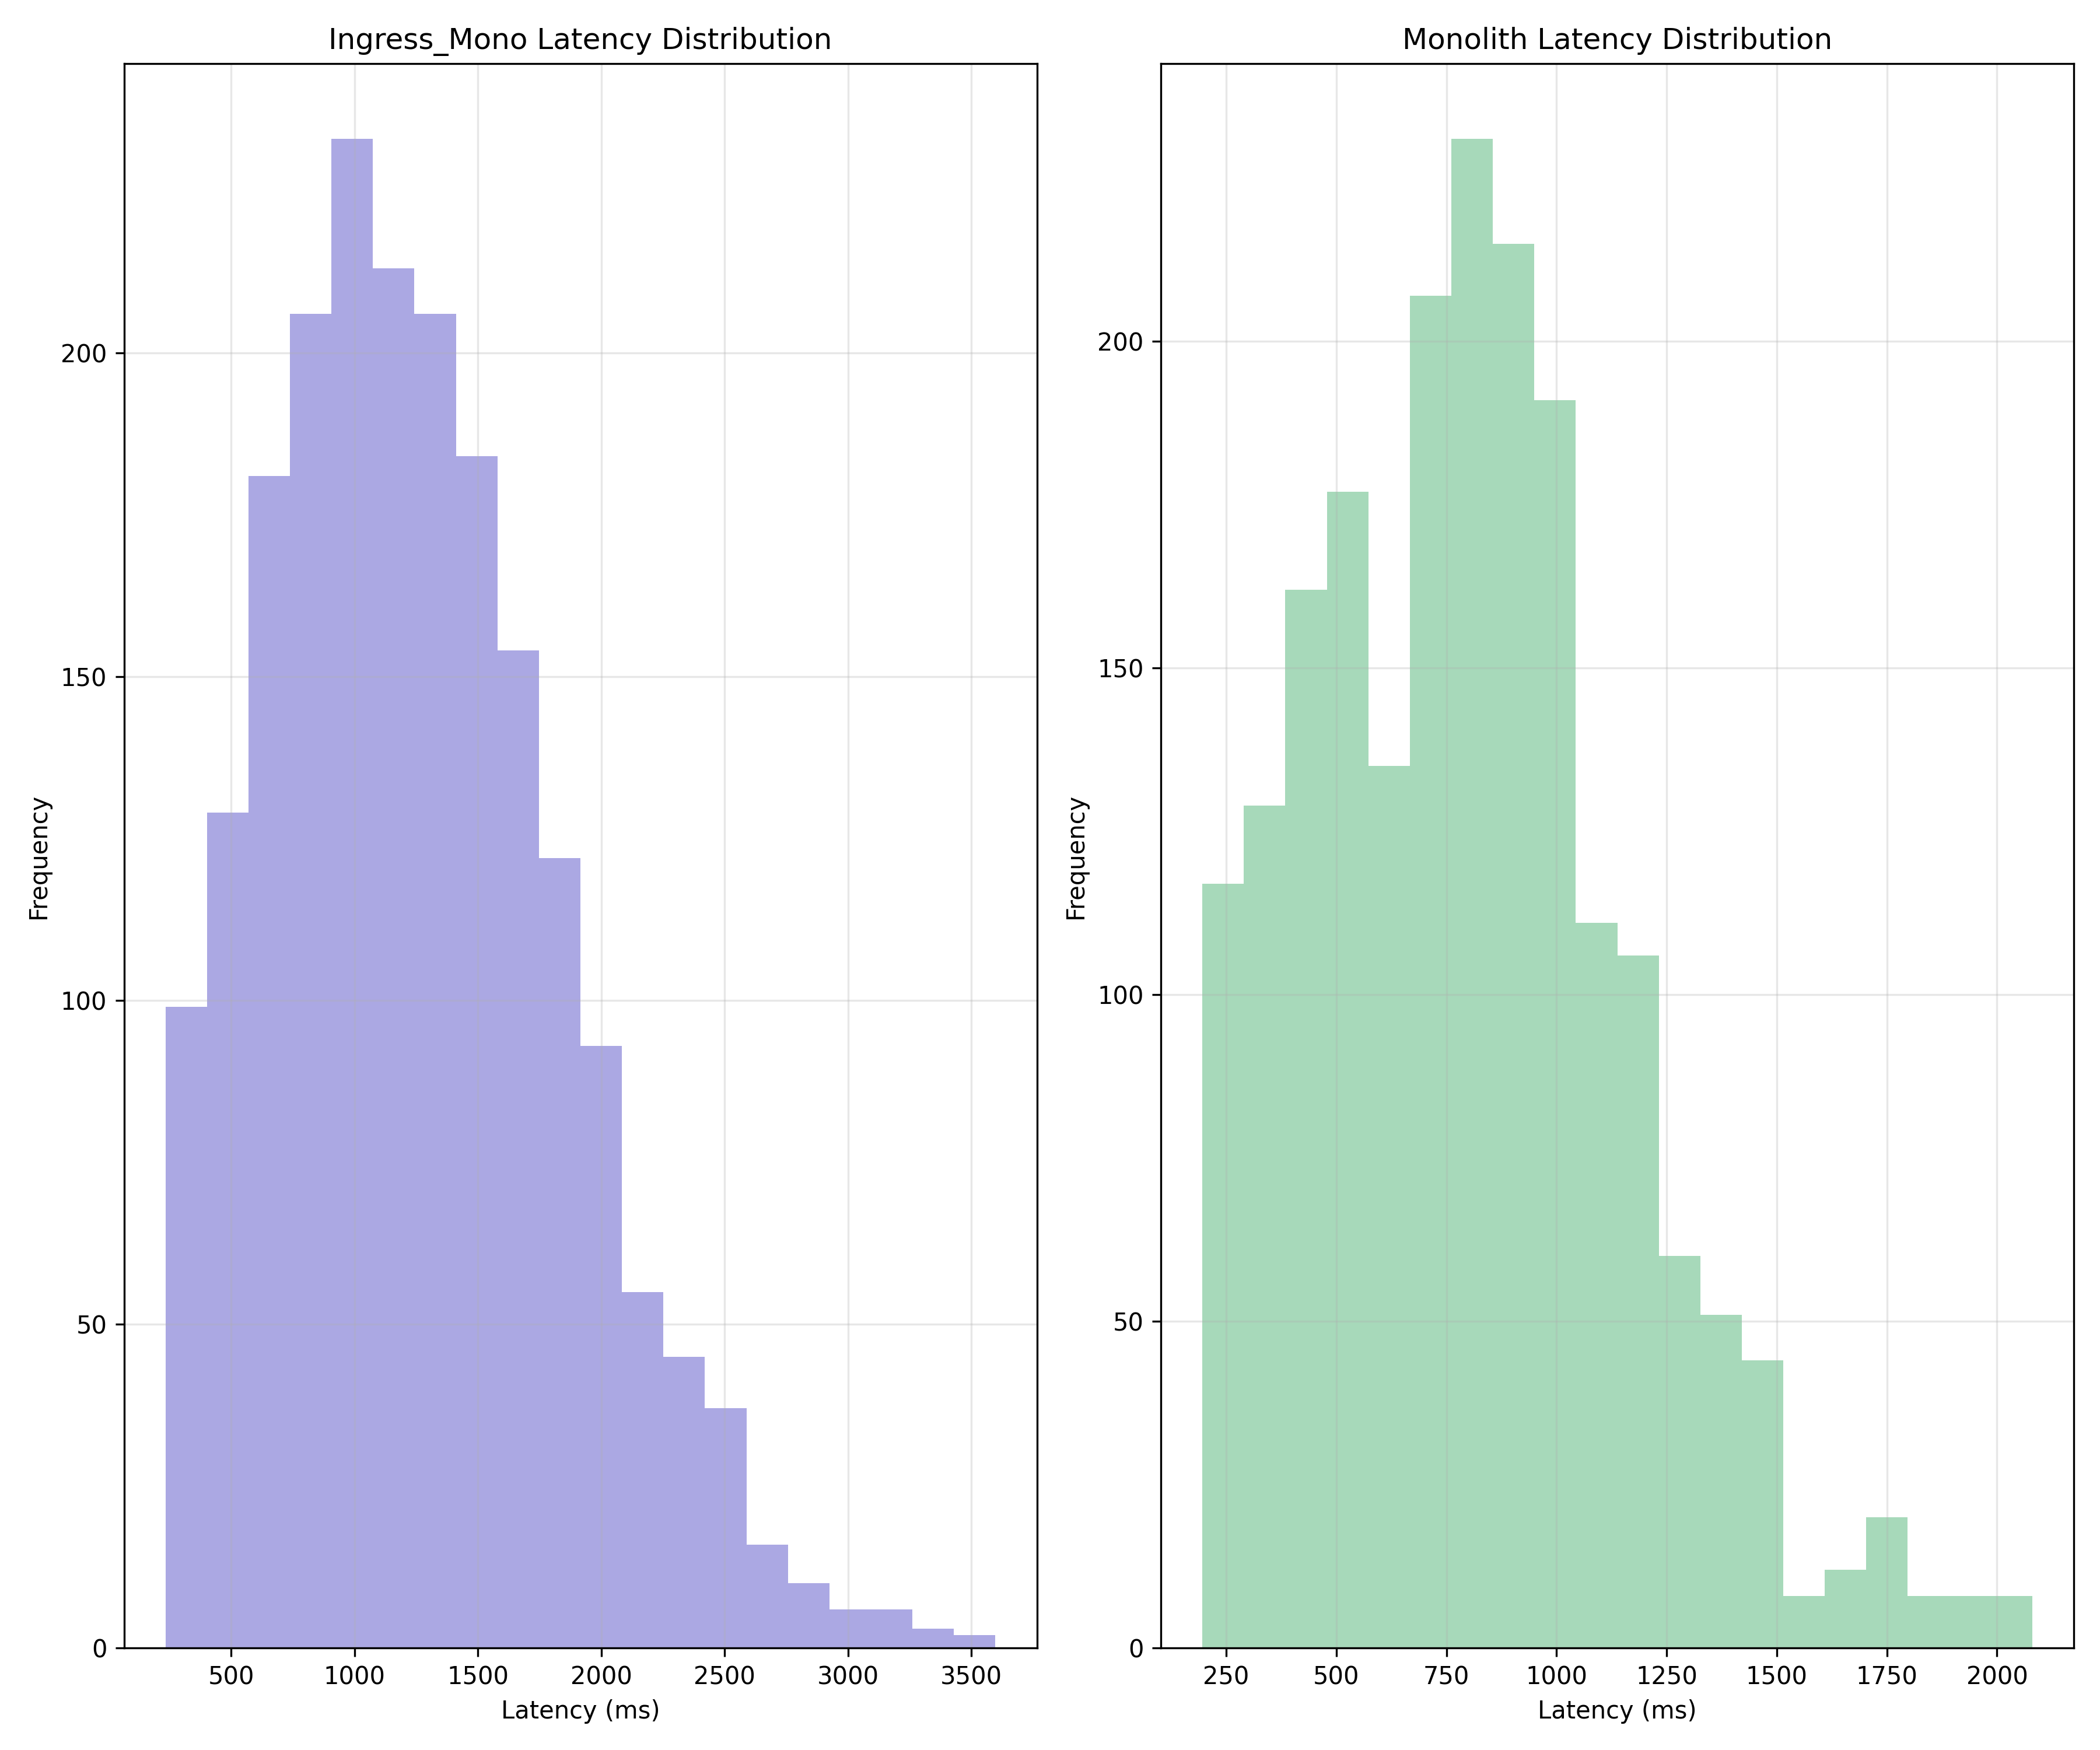 Ingress_Mono Latency Distribution
Frequency
200
150
100
50
0
500 1000 1500 2000 2500 3000 3500
Latency (ms)
Monolith Latency Distribution
Frequency
200
150
100
50
0
250 500 750 1000 1250 1500 1750 2000
Latency (ms)